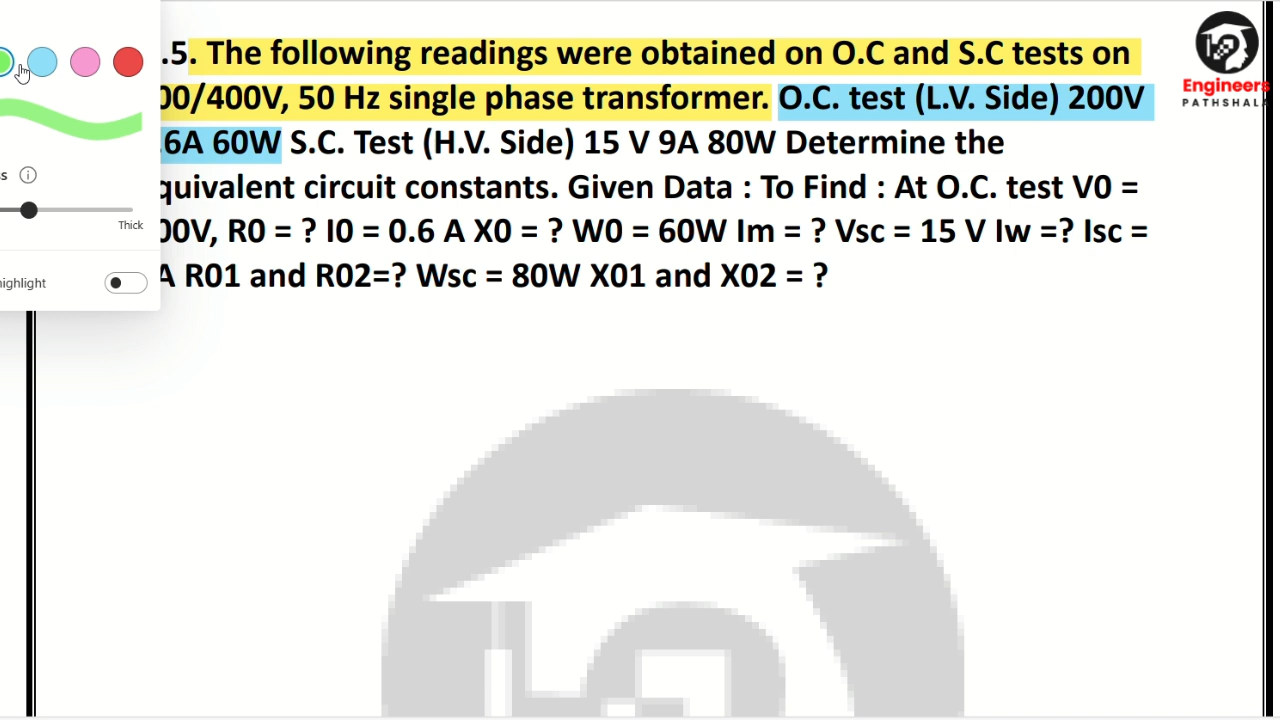 .5. The following readings were obtained on O.C and S.C tests on
00/400V, 50 Hz single phase transformer. O.C. test (L.V. Side) 200V
.6A 60W S.C. Test (H.V. Side) 15 V 9A 80W Determine the
quivalent circuit constants. Given Data : To Find : At O.C. test V0 =
00V, R0 = ? I0 = 0.6 A X0 = ? W0 = 60W Im = ? Vsc = 15 V Iw =? Isc =
A R01 and R02=? Wsc = 80W X01 and X02 = ?
Engineers
PATHSHALA
s
Thick
highlight